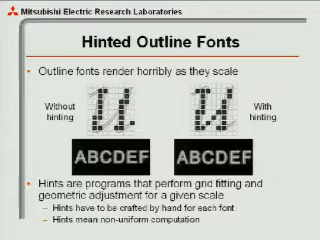 Mitsubishi Electric Research Laboratories
Hinted Outline Fonts
• Outline fonts render horribly as they scale
Without
hinting
With
hinting
ABCDEF
ABCDEF
• Hints are programs that perform grid fitting and
geometric adjustment for a given scale
– Hints have to be crafted by hand for each font
– Hints mean non-uniform computation